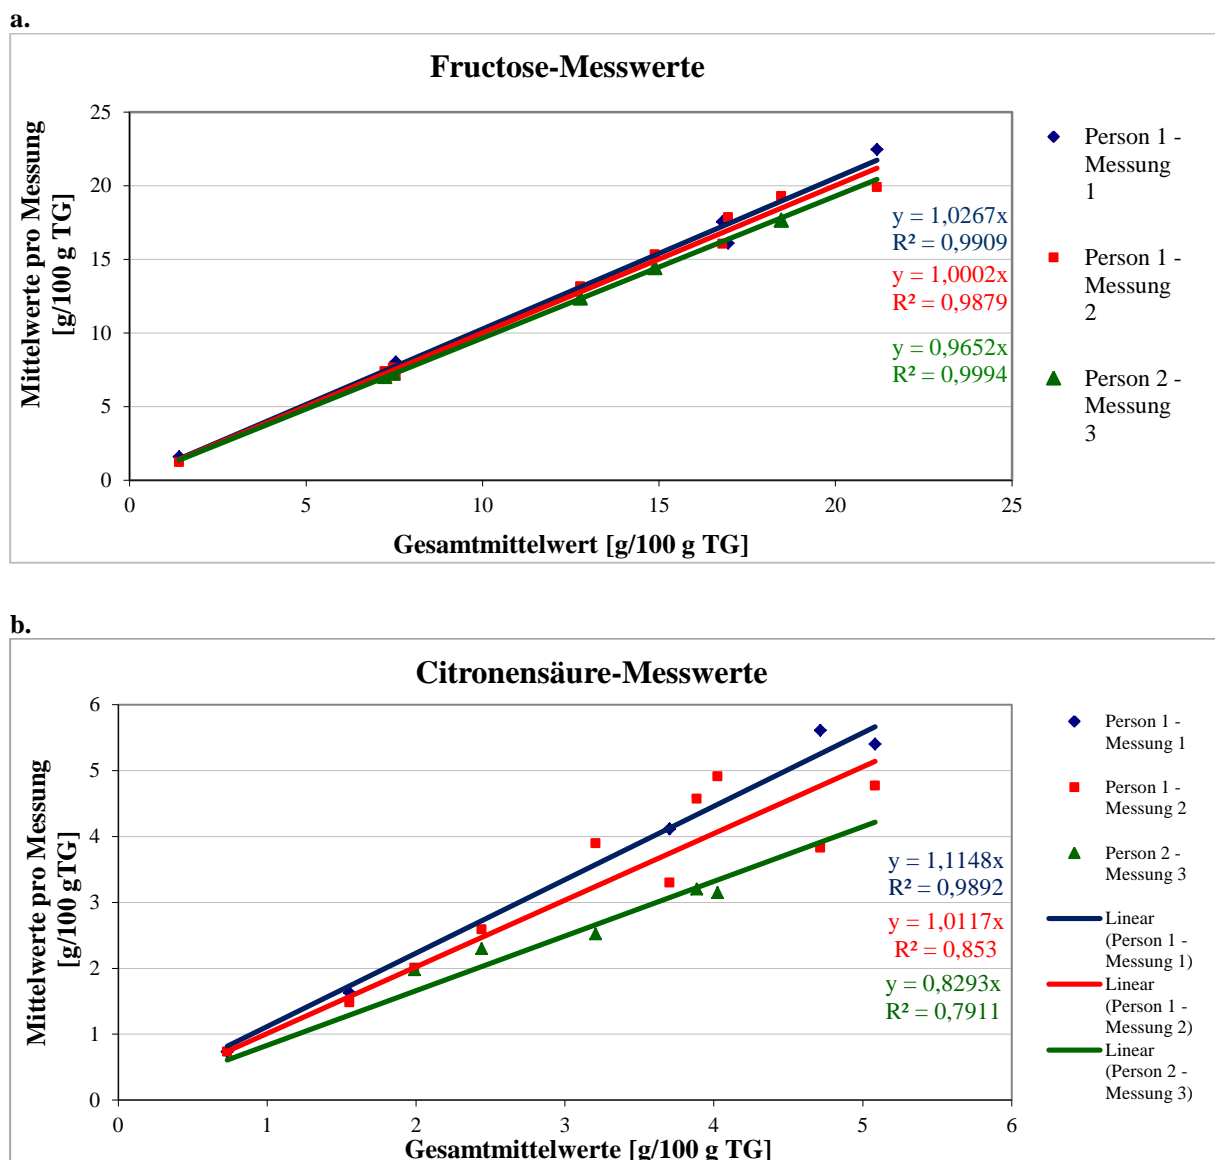 a.
Fructose-Messwerte
Mittelwerte pro Messung
[g/100 g TG]
25
20
15
10
5
0
0
5
10
15
20
25
Gesamtmittelwert [g/100 g TG]
y = 1,0267x
R² = 0,9909
y = 1,0002x
R² = 0,9879
y = 0,9652x
R² = 0,9994
Person 1 -
Messung
1
Person 1 -
Messung
2
Person 2 -
Messung
3
b.
Citronensäure-Messwerte
Mittelwerte pro Messung
[g/100 gTG]
6
5
4
3
2
1
0
0
1
2
3
4
5
6
Gesamtmittelwerte [g/100 g TG]
y = 1,1148x
R² = 0,9892
y = 1,0117x
R² = 0,853
y = 0,8293x
R² = 0,7911
Person 1 -
Messung 1
Person 1 -
Messung 2
Person 2 -
Messung 3
Linear
(Person 1 -
Messung 1)
Linear
(Person 1 -
Messung 2)
Linear
(Person 2 -
Messung 3)